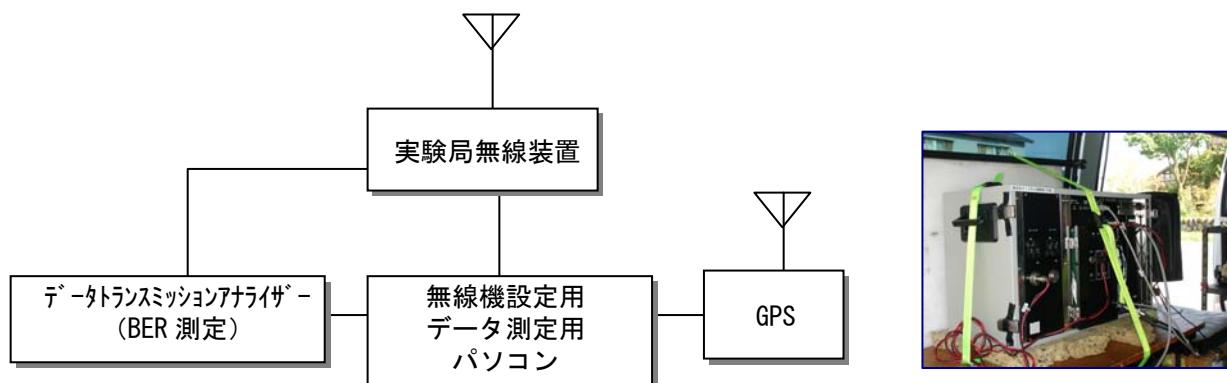 実験局無線装置
ﾃﾞｰﾀﾄﾗﾝｽﾐｯｼｮﾝｱﾅﾗｲｻﾞｰ
（BER 測定）
無線機設定用
データ測定用
パソコン
GPS